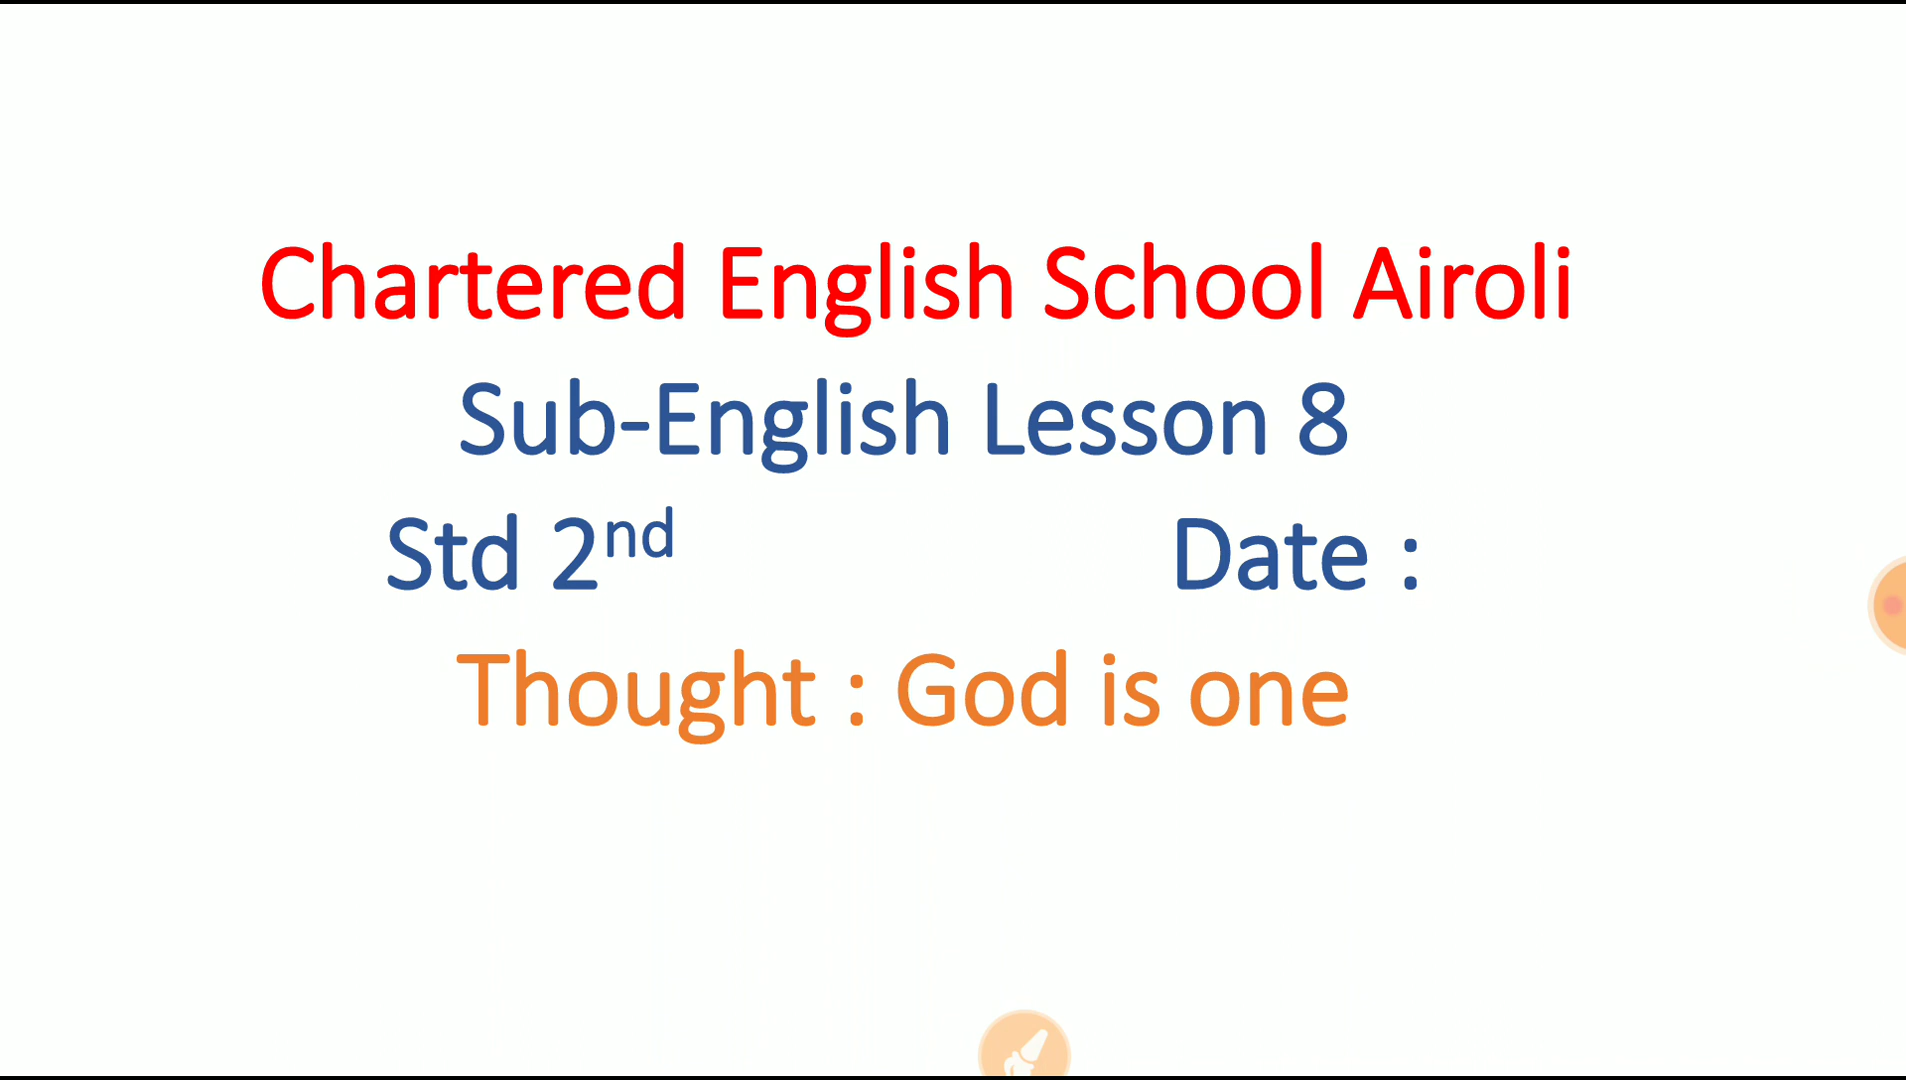 Chartered English School Airoli
Sub-English Lesson 8
Std 2nd Date :
Thought : God is one